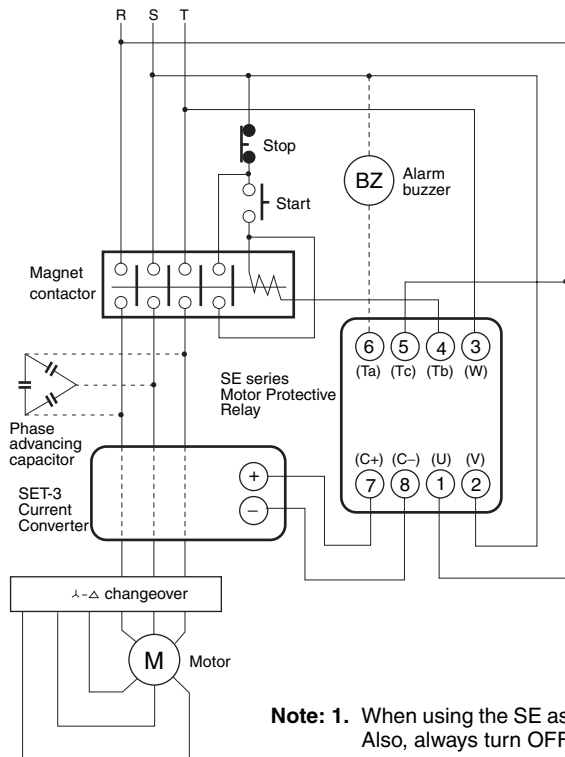 R S T
Stop
BZ
Alarm
buzzer
Start
Magnet
contactor
6 5 4 3
(Ta) (Tc) (Tb) (W)
SE series
Motor Protective
Relay
Phase
advancing
capacitor
(C+) (C−) (U) (V)
7 8 1 2
+
−
SET-3
Current
Converter
⅄-△ changeover
M
Motor
Note: 1. When using the SE as
Also, always turn OFF